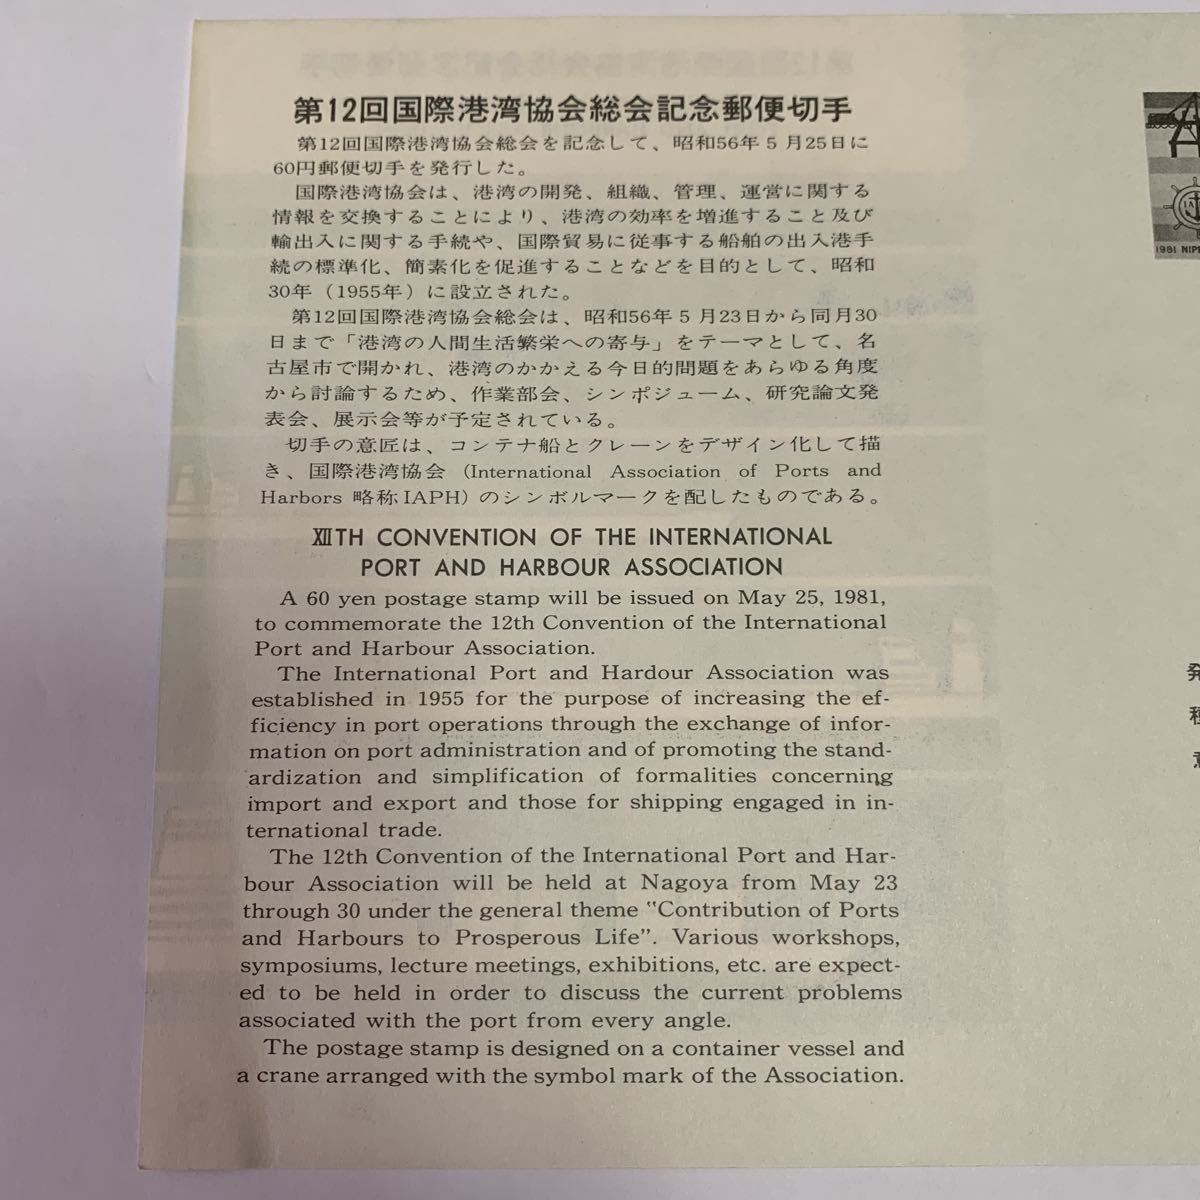 第12回国際港湾協会総会記念郵便切手
第12回国際港湾協会総会を記念して、昭和56年5月25日に
60円郵便切手を発行した。
国際港湾協会は、港湾の開発、組織、管理、運営に関する
情報を交換することにより、港湾の効率を増進すること及び
輸出入に関する手続や、国際貿易に従事する船舶の出入港手
続の標準化、簡素化を促進することなどを目的として、昭和
30年（1955年）に設立された。
第12回国際港湾協会総会は、昭和56年5月23日から同月30
日まで「港湾の人間生活繁栄への寄与」をテーマとして、名
古屋市で開かれ、港湾のかかえる今日的問題をあらゆる角度
から討論するため、作業部会、シンポジューム、研究論文発
表会、展示会等が予定されている。
切手の意匠は、コンテナ船とクレーンをデザイン化して描
き、国際港湾協会（International Association of Ports and
Harbors 略称IAPH）のシンボルマークを配したものである。
XIITH CONVENTION OF THE INTERNATIONAL
PORT AND HARBOUR ASSOCIATION
A 60 yen postage stamp will be issued on May 25, 1981,
to commemorate the 12th Convention of the International
Port and Harbour Association.
The International Port and Hardour Association was
established in 1955 for the purpose of increasing the ef-
ficiency in port operations through the exchange of infor-
mation on port administration and of promoting the stand-
ardization and simplification of formalities concerning
import and export and those for shipping engaged in in-
ternational trade.
The 12th Convention of the International Port and Har-
bour Association will be held at Nagoya from May 23
through 30 under the general theme "Contribution of Ports
and Harbours to Prosperous Life". Various workshops,
symposiums, lecture meetings, exhibitions, etc. are expect-
ed to be held in order to discuss the current problems
associated with the port from every angle.
The postage stamp is designed on a container vessel and
a crane arranged with the symbol mark of the Association.
1981 NIPP
発
種
意